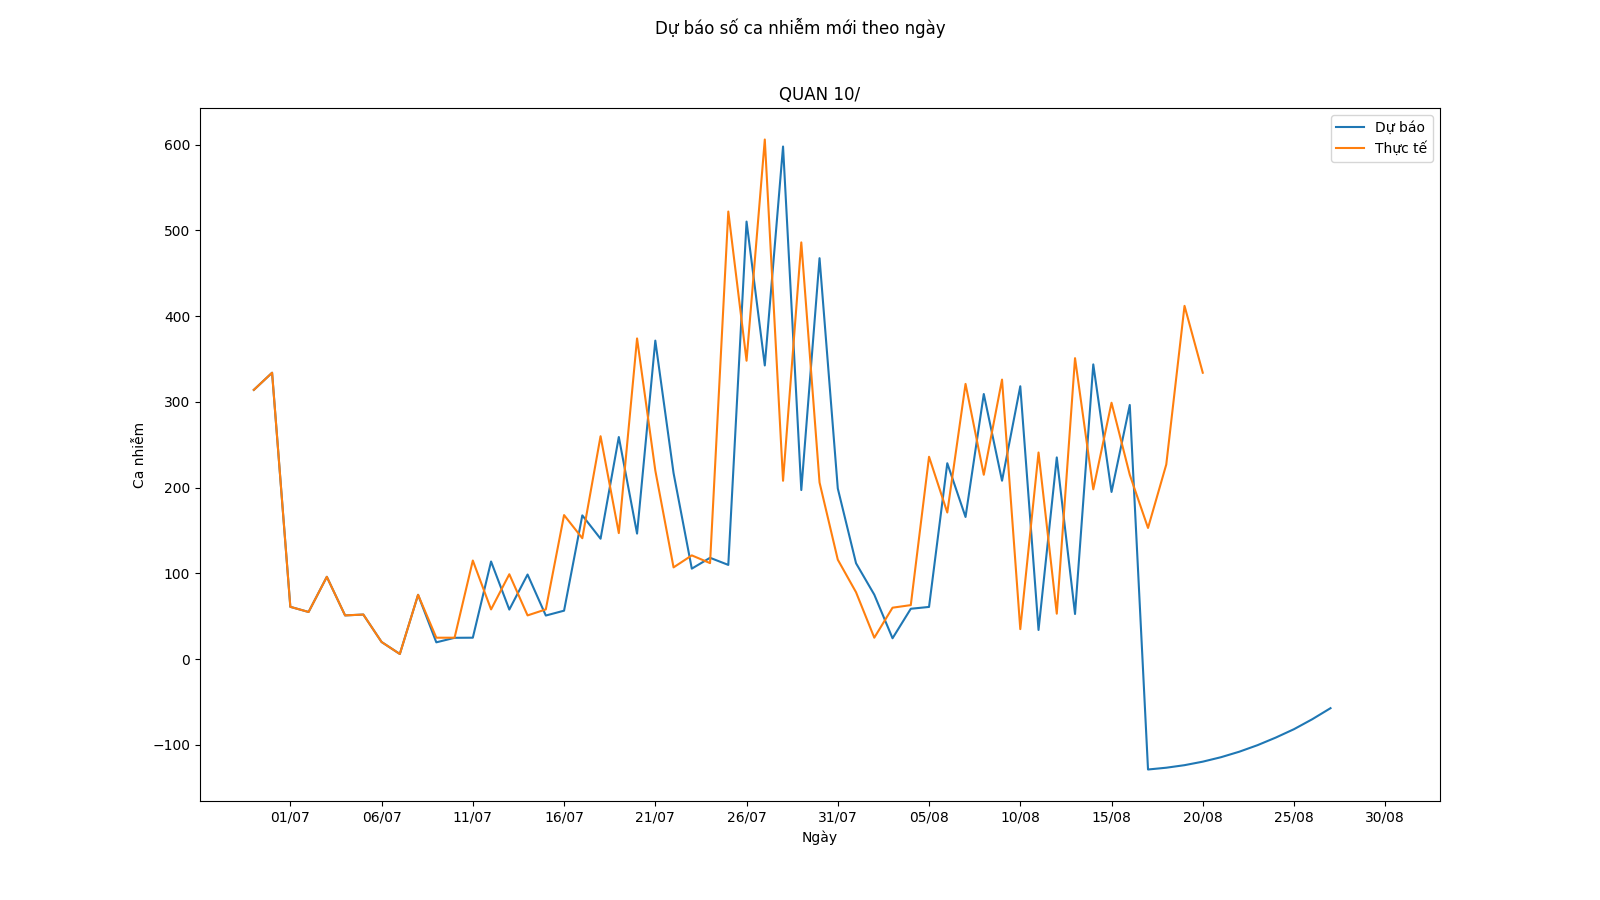 Dự báo số ca nhiễm mới theo ngày
QUAN 10/
Dự báo
Thực tế
600
500
400
300
200
100
0
−100
Ca nhiễm
01/07 06/07 11/07 16/07 21/07 26/07 31/07 05/08 10/08 15/08 20/08 25/08 30/08
Ngày